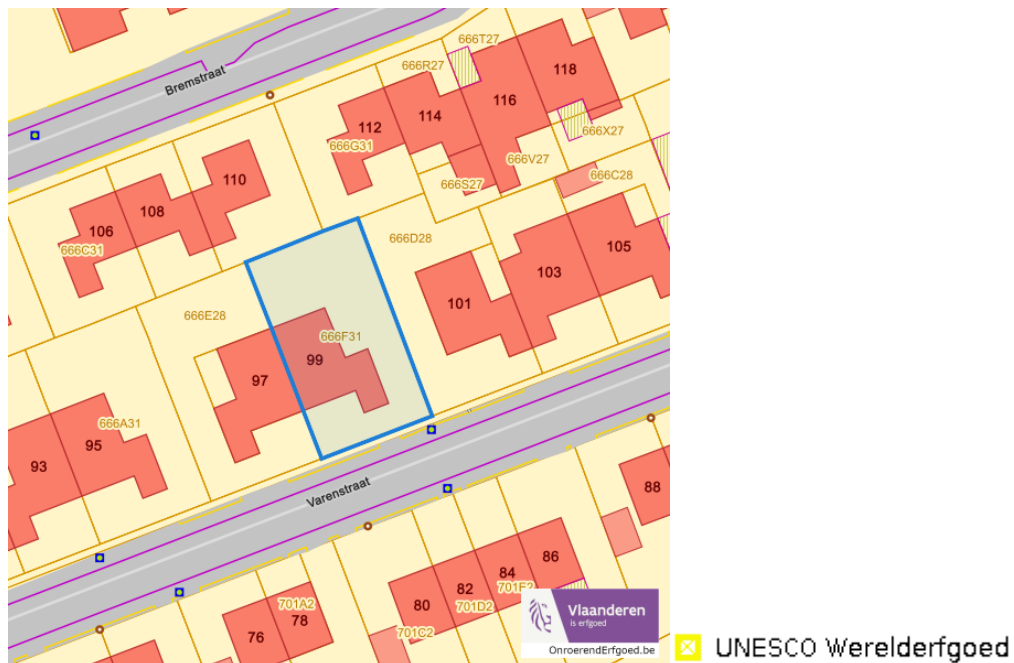 Bremstraat
666T27
666R27
118
116
114
112
666G31
666X27
666V27
666S27
666C28
110
108
106
666C31
666D28
105
103
101
666E28
666F31
99
97
666A31
95
93
Varenstraat
88
86
84
82
80
701E2
701D2
701C2
701A2
78
76
Vlaanderen
is erfgoed
OnroerendErfgoed.be
UNESCO Werelderfgoed